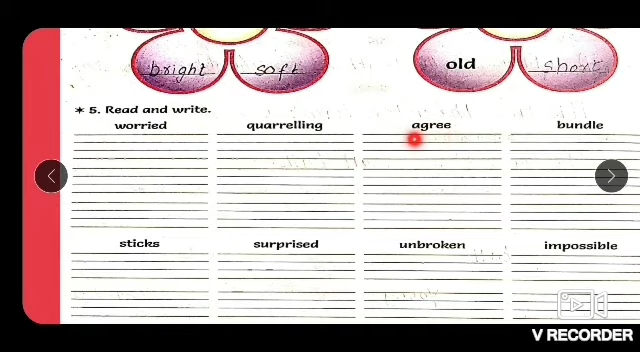 bright soft old short
* 5. Read and write.
worried quarrelling agree bundle
sticks surprised unbroken impossible
V RECORDER